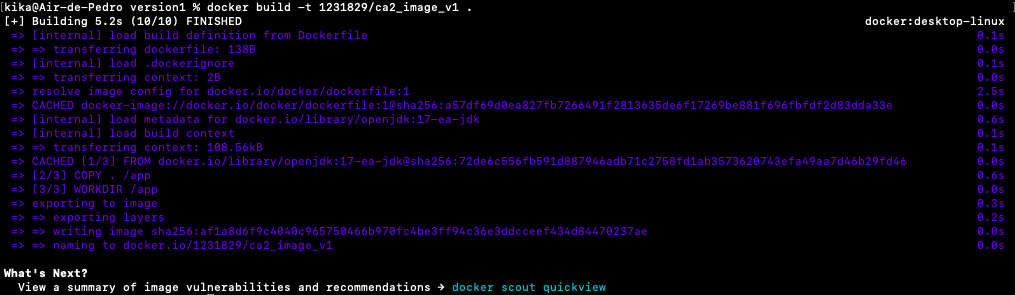 [kika@Air-de-Pedro version1 % docker build -t 1231829/ca2_image_v1 .
[+] Building 5.2s (10/10) FINISHED docker:desktop-linux
=> [internal] load build definition from Dockerfile 0.1s
=> => transferring dockerfile: 138B 0.0s
=> [internal] load .dockerignore 0.1s
=> => transferring context: 2B 0.0s
=> resolve image config for docker.io/docker/dockerfile:1 2.5s
=> CACHED docker-image://docker.io/docker/dockerfile:1@sha256:a57df69d0ea827fb7266491f2813635de6f17269be881f696fbfdf2d83dda33e 0.0s
=> [internal] load metadata for docker.io/library/openjdk:17-ea-jdk 0.6s
=> [internal] load build context 0.1s
=> => transferring context: 108.56kB 0.1s
=> CACHED [1/3] FROM docker.io/library/openjdk:17-ea-jdk@sha256:72de6c556fb591d887946adb71c2758fd1ab3573620743efa49aa7d46b29fd46 0.0s
=> [2/3] COPY . /app 0.6s
=> [3/3] WORKDIR /app 0.0s
=> exporting to image 0.3s
=> => exporting layers 0.2s
=> => writing image sha256:af1a8d6f9c4040c965750466b970fc4be3ff94c36e3ddcceef434d84470237ae 0.0s
=> => naming to docker.io/1231829/ca2_image_v1 0.0s
What's Next?
View a summary of image vulnerabilities and recommendations → docker scout quickview